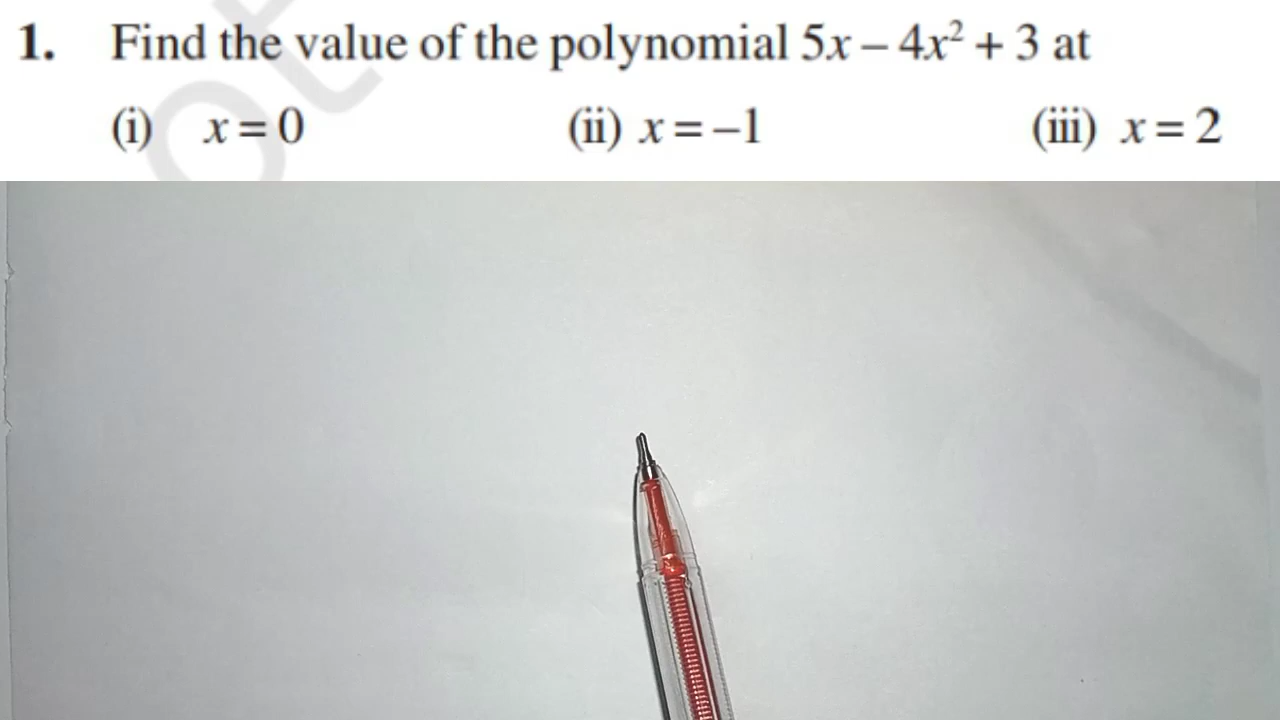 1. Find the value of the polynomial 5x – 4x² + 3 at
(i) x = 0 (ii) x = –1 (iii) x = 2